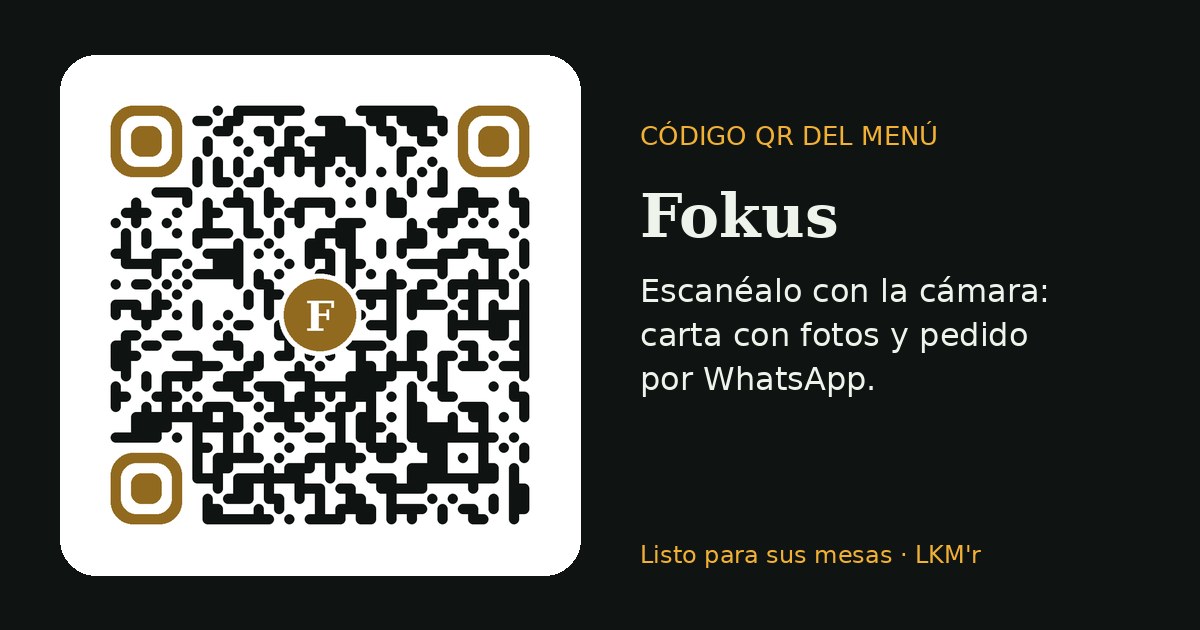 F
CÓDIGO QR DEL MENÚ
Fokus
Escanéalo con la cámara:
carta con fotos y pedido
por WhatsApp.
Listo para sus mesas · LKM'r